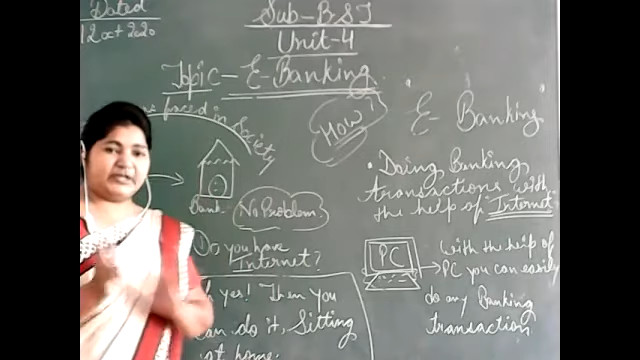 Dated
12 Oct 2020
Sub-BST
Unit-4
Topic - E-Banking
faced in Society
How?
Bank
No Problem
Do you have
Internet?
yes! Then you
can do it, Sitting
at home.
E-Banking
• Doing Banking
transactions with
the help of "Internet"
PC
With the help of
PC you can easily
do any Banking
transaction.